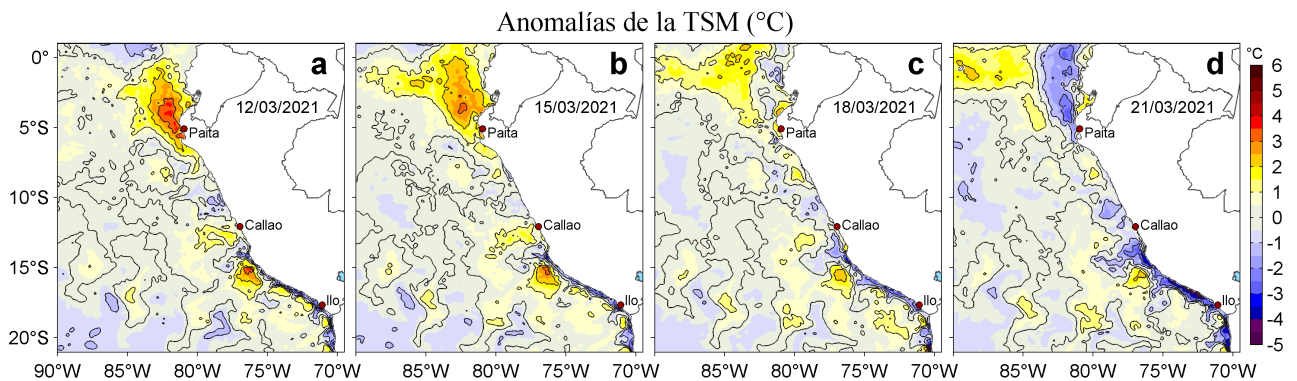 Anomalías de la TSM (°C)
a b c d °C
12/03/2021 15/03/2021 18/03/2021 21/03/2021
0°
5°S
10°S
15°S
20°S
Paita Paita Paita Paita
Callao Callao Callao Callao
Ilo Ilo Ilo Ilo
90°W 85°W 80°W 75°W 70°W 85°W 80°W 75°W 70°W 85°W 80°W 75°W 70°W 85°W 80°W 75°W 70°W
6
5
4
3
2
1
0
-1
-2
-3
-4
-5